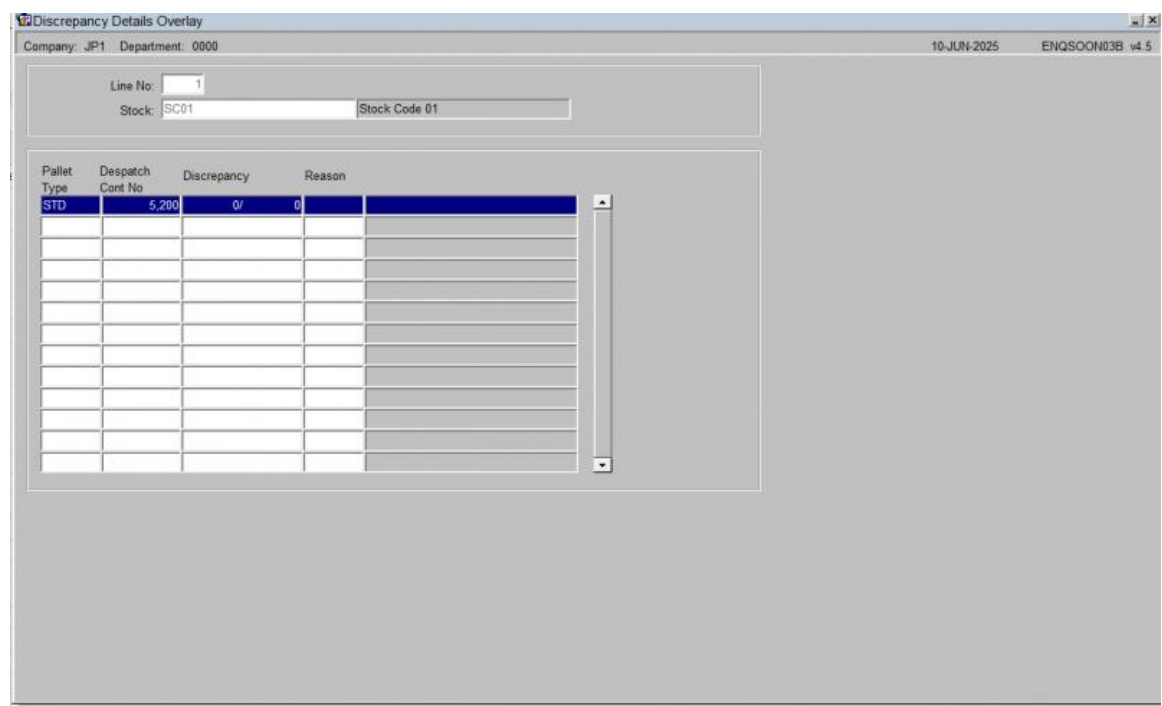 Discrepancy Details Overlay
Company: JP1 Department: 0000 10-JUN-2025 ENQSOON03B v4.5
Line No: 1
Stock: SC01 Stock Code 01
Pallet Despatch Discrepancy Reason
Type Cont No
STD 5,200 0/ 0